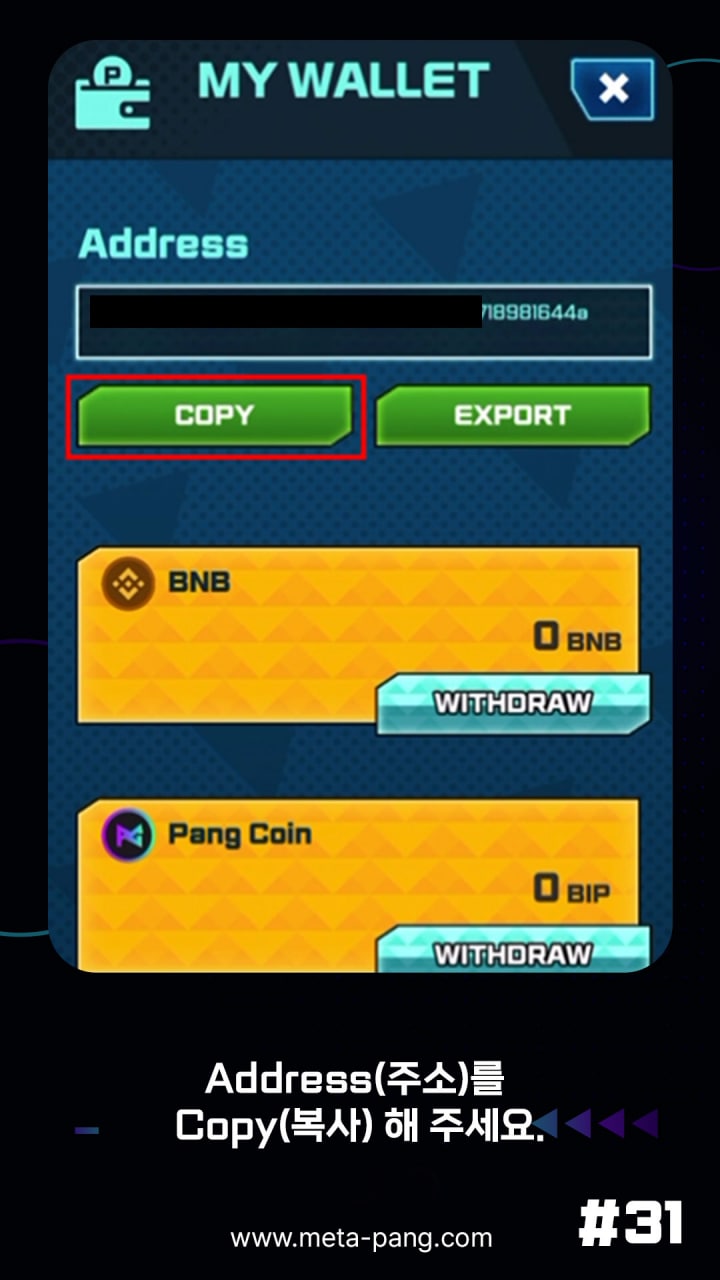 MY WALLET
Address
718981644a
COPY
EXPORT
BNB
0 BNB
WITHDRAW
Pang Coin
0 BIP
WITHDRAW
Address(주소)를
Copy(복사) 해 주세요.
#31
www.meta-pang.com